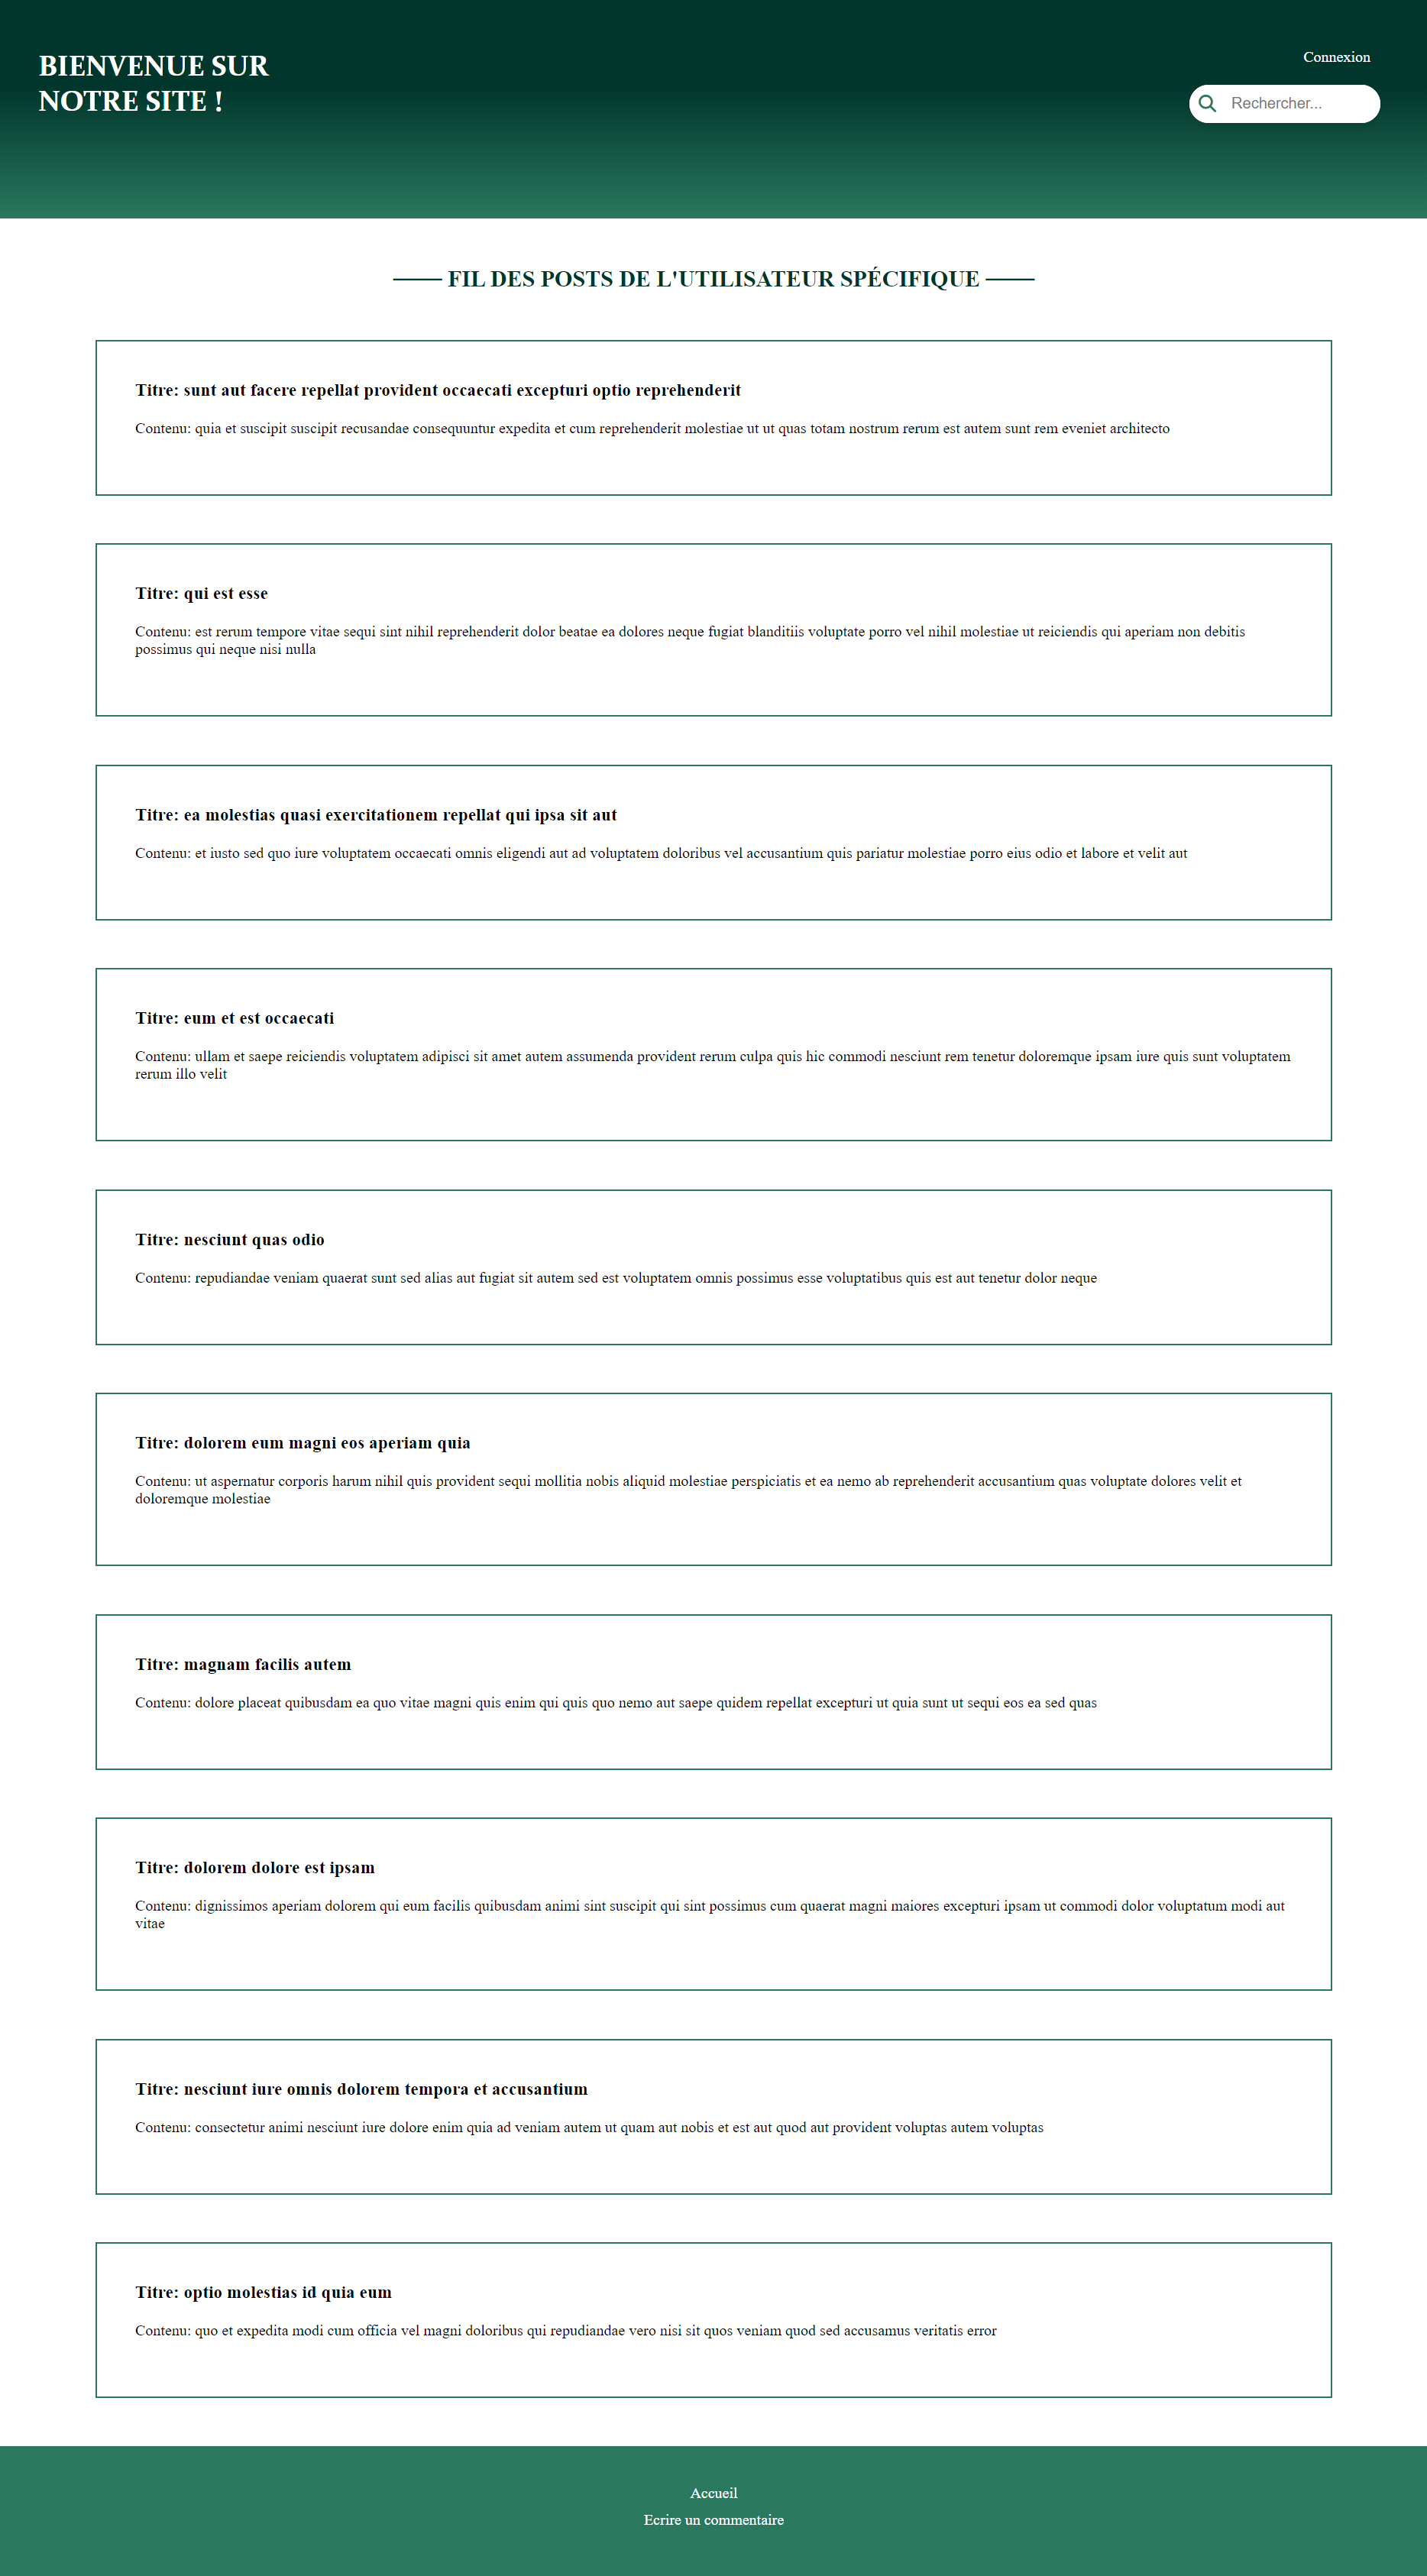 BIENVENUE SUR
NOTRE SITE !
Connexion
Rechercher...
—— FIL DES POSTS DE L'UTILISATEUR SPÉCIFIQUE ——
Titre: sunt aut facere repellat provident occaecati excepturi optio reprehenderit
Contenu: quia et suscipit suscipit recusandae consequuntur expedita et cum reprehenderit molestiae ut ut quas totam nostrum rerum est autem sunt rem eveniet architecto
Titre: qui est esse
Contenu: est rerum tempore vitae sequi sint nihil reprehenderit dolor beatae ea dolores neque fugiat blanditiis voluptate porro vel nihil molestiae ut reiciendis qui aperiam non debitis
possimus qui neque nisi nulla
Titre: ea molestias quasi exercitationem repellat qui ipsa sit aut
Contenu: et iusto sed quo iure voluptatem occaecati omnis eligendi aut ad voluptatem doloribus vel accusantium quis pariatur molestiae porro eius odio et labore et velit aut
Titre: eum et est occaecati
Contenu: ullam et saepe reiciendis voluptatem adipisci sit amet autem assumenda provident rerum culpa quis hic commodi nesciunt rem tenetur doloremque ipsam iure quis sunt voluptatem
rerum illo velit
Titre: nesciunt quas odio
Contenu: repudiandae veniam quaerat sunt sed alias aut fugiat sit autem sed est voluptatem omnis possimus esse voluptatibus quis est aut tenetur dolor neque
Titre: dolorem eum magni eos aperiam quia
Contenu: ut aspernatur corporis harum nihil quis provident sequi mollitia nobis aliquid molestiae perspiciatis et ea nemo ab reprehenderit accusantium quas voluptate dolores velit et
doloremque molestiae
Titre: magnam facilis autem
Contenu: dolore placeat quibusdam ea quo vitae magni quis enim qui quis quo nemo aut saepe quidem repellat excepturi ut quia sunt ut sequi eos ea sed quas
Titre: dolorem dolore est ipsam
Contenu: dignissimos aperiam dolorem qui eum facilis quibusdam animi sint suscipit qui sint possimus cum quaerat magni maiores excepturi ipsam ut commodi dolor voluptatum modi aut
vitae
Titre: nesciunt iure omnis dolorem tempora et accusantium
Contenu: consectetur animi nesciunt iure dolore enim quia ad veniam autem ut quam aut nobis et est aut quod aut provident voluptas autem voluptas
Titre: optio molestias id quia eum
Contenu: quo et expedita modi cum officia vel magni doloribus qui repudiandae vero nisi sit quos veniam quod sed accusamus veritatis error
Accueil
Ecrire un commentaire